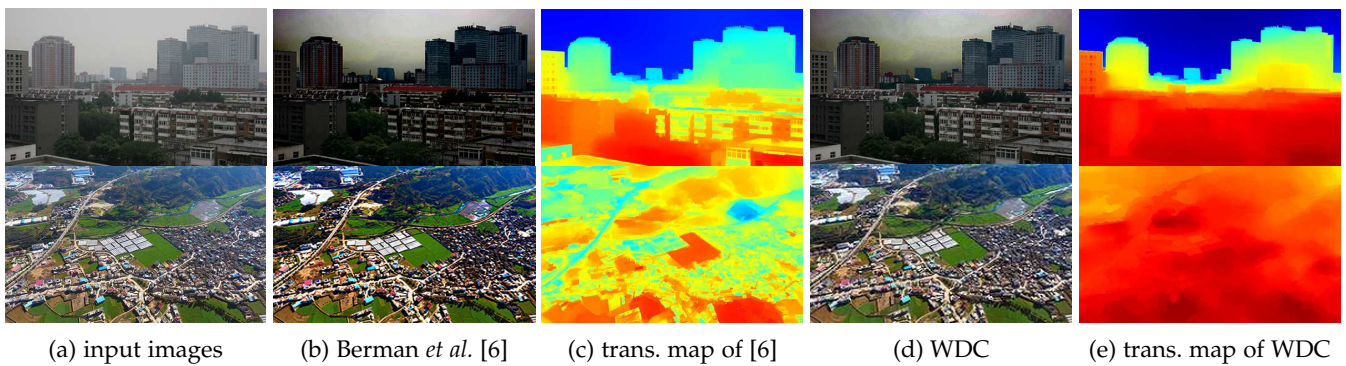 (a) input images
(b) Berman et al. [6]
(c) trans. map of [6]
(d) WDC
(e) trans. map of WDC